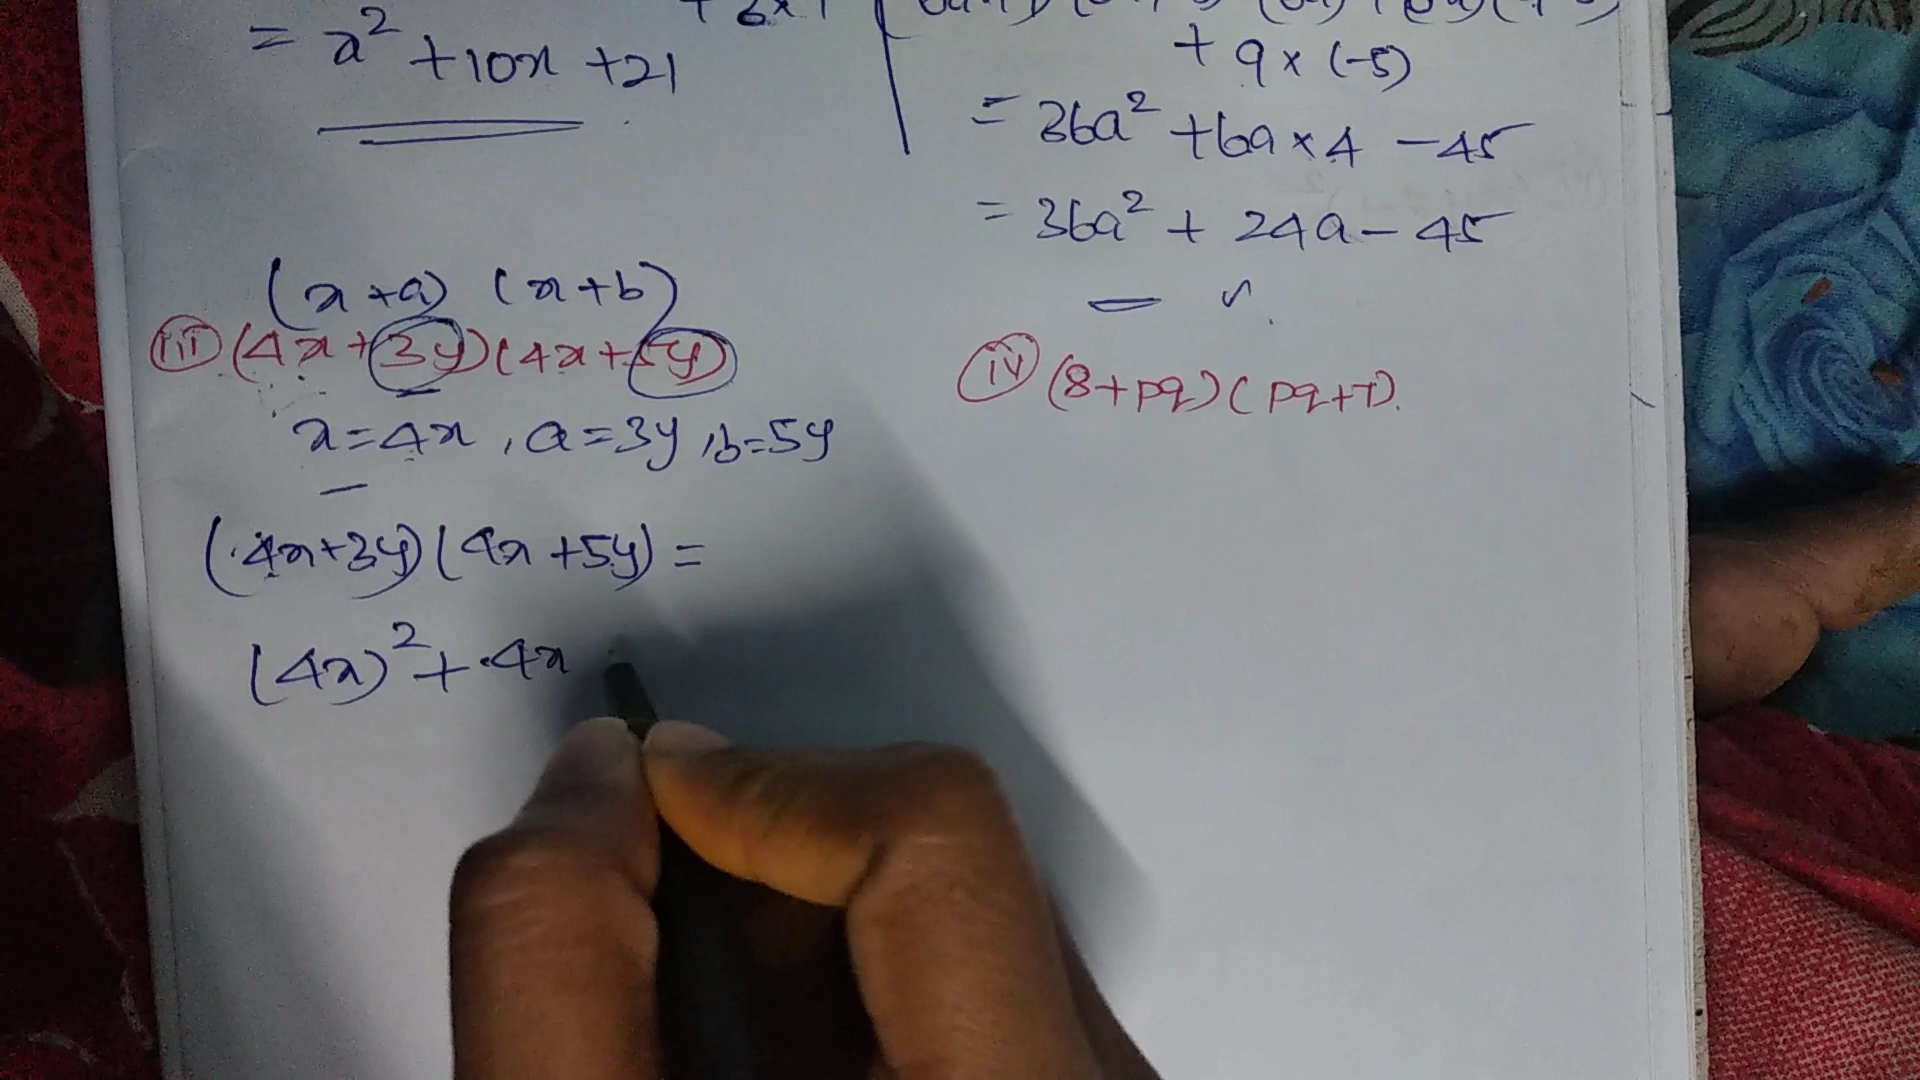 = x² + 10x + 21
+ 9 × (-5)
= 36a² + 6a × 4 - 45
= 36a² + 24a - 45
(x + a) (x + b)
(iii) (4x + 3y) (4x + 5y)
x = 4x , a = 3y , b = 5y
(4x + 3y) (4x + 5y) =
(4x)² + 4x
(iv) (8 + pq) (pq + 7).